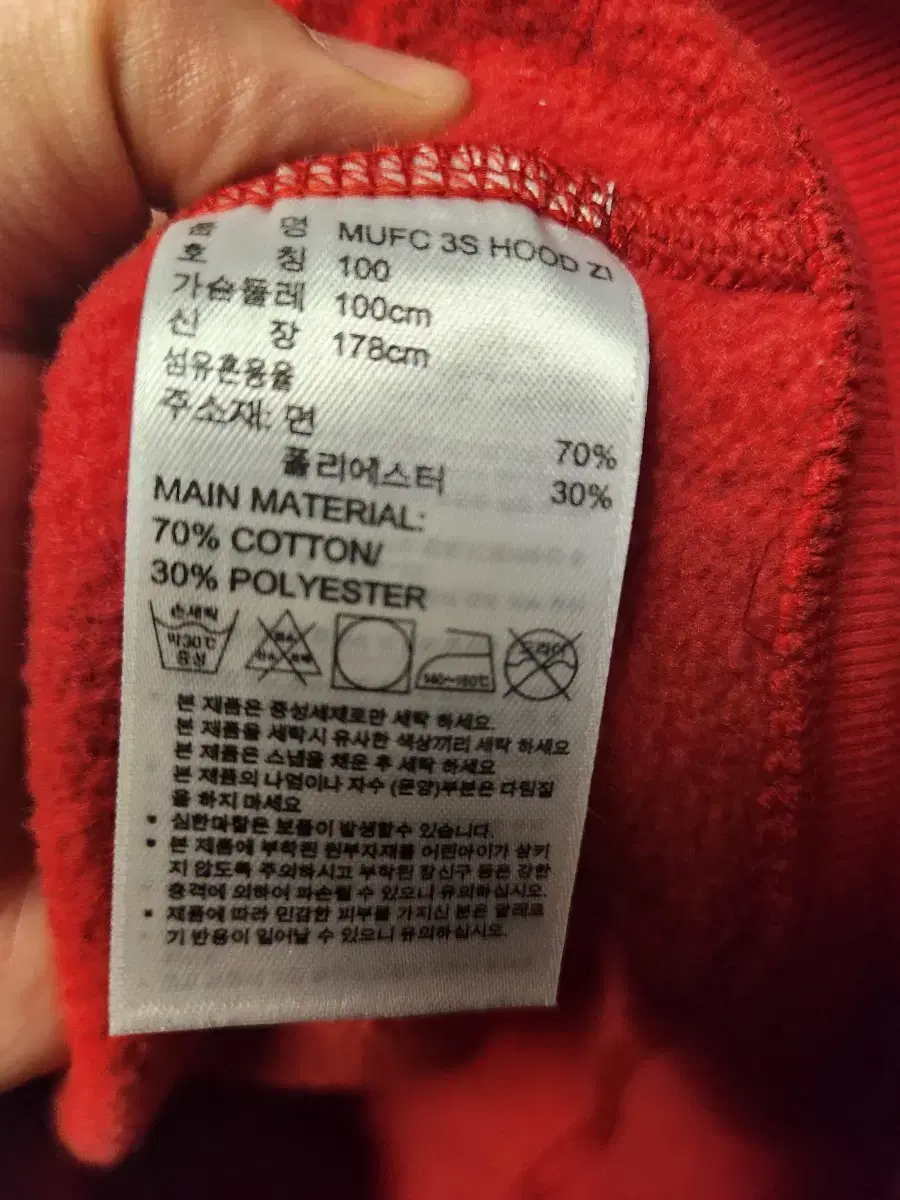 품 명 MUFC 3S HOOD ZI
호 칭 100
가슴둘레 100cm
신 장 178cm
섬유혼용율
주소재: 면 70%
폴리에스터 30%
MAIN MATERIAL:
70% COTTON/
30% POLYESTER
손세탁
약30℃
중성
140~160℃
드라이
본 제품은 중성세제로만 세탁 하세요.
본 제품을 세탁시 유사한 색상끼리 세탁 하세요
본 제품은 스냅을 채운 후 세탁 하세요
본 제품의 나염이나 자수 (문양)부분은 다림질
을 하지 마세요
• 심한마찰은 보풀이 발생할수 있습니다.
• 본 제품에 부착된 원부자재를 어린아이가 삼키
지 않도록 주의하시고 부착된 장신구 등은 강한
충격에 의하여 파손될 수 있으니 유의하십시오.
• 제품에 따라 민감한 피부를 가지신 분은 알레르
기 반응이 일어날 수 있으니 유의하십시오.